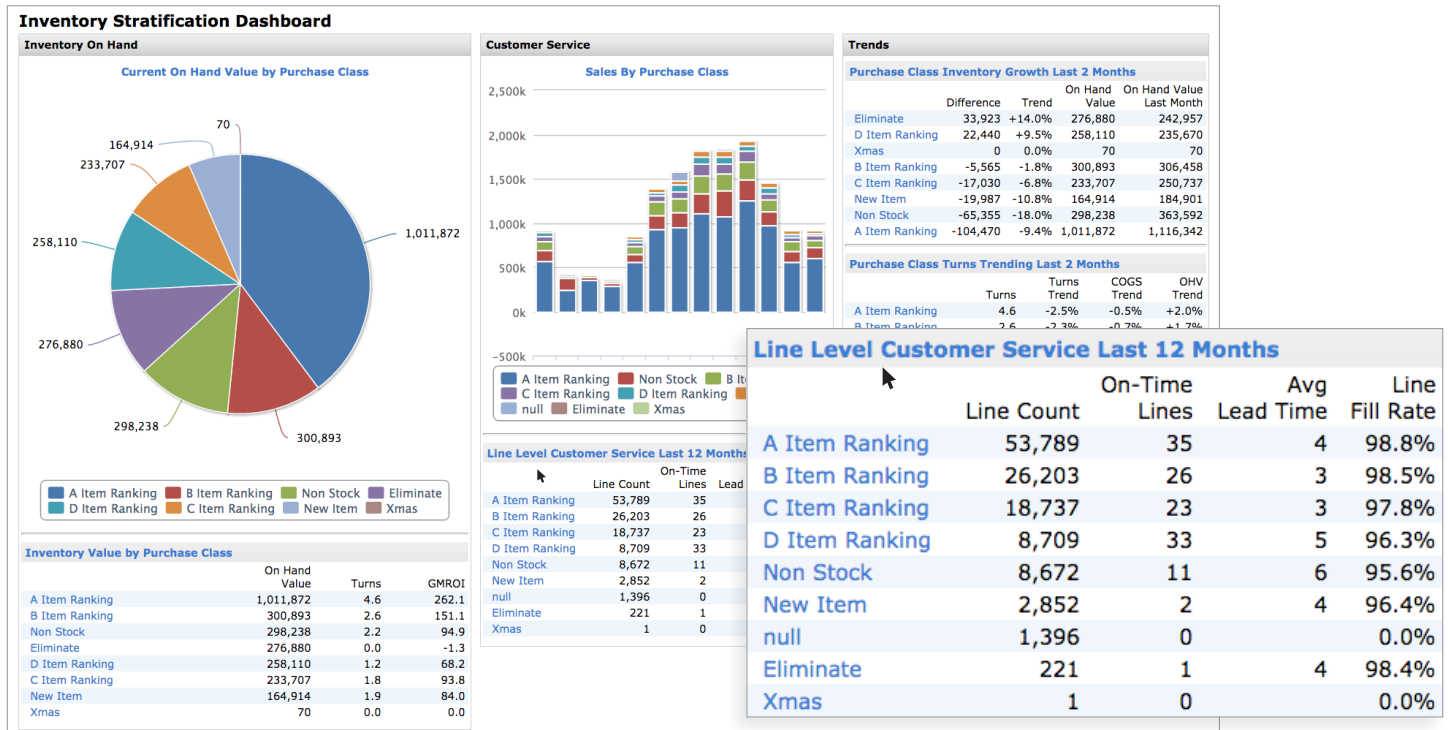 Inventory Stratification Dashboard
Inventory On Hand
Current On Hand Value by Purchase Class
70
164,914
233,707
258,110
1,011,872
276,880
298,238
300,893
A Item Ranking B Item Ranking Non Stock Eliminate
D Item Ranking C Item Ranking New Item Xmas
Inventory Value by Purchase Class
On Hand
Value Turns GMROI
A Item Ranking 1,011,872 4.6 262.1
B Item Ranking 300,893 2.6 151.1
Non Stock 298,238 2.2 94.9
Eliminate 276,880 0.0 -1.3
D Item Ranking 258,110 1.2 68.2
C Item Ranking 233,707 1.8 93.8
New Item 164,914 1.9 84.0
Xmas 70 0.0 0.0
Customer Service
Sales By Purchase Class
2,500k
2,000k
1,500k
1,000k
500k
0k
−500k
A Item Ranking Non Stock B It
C Item Ranking D Item Ranking
null Eliminate Xmas
Line Level Customer Service Last 12 Months
On-Time
Line Count Lines Lead
A Item Ranking 53,789 35
B Item Ranking 26,203 26
C Item Ranking 18,737 23
D Item Ranking 8,709 33
Non Stock 8,672 11
New Item 2,852 2
null 1,396 0
Eliminate 221 1
Xmas 1 0
Trends
Purchase Class Inventory Growth Last 2 Months
On Hand On Hand Value
Difference Trend Value Last Month
Eliminate 33,923 +14.0% 276,880 242,957
D Item Ranking 22,440 +9.5% 258,110 235,670
Xmas 0 0.0% 70 70
B Item Ranking -5,565 -1.8% 300,893 306,458
C Item Ranking -17,030 -6.8% 233,707 250,737
New Item -19,987 -10.8% 164,914 184,901
Non Stock -65,355 -18.0% 298,238 363,592
A Item Ranking -104,470 -9.4% 1,011,872 1,116,342
Purchase Class Turns Trending Last 2 Months
Turns COGS OHV
Turns Trend Trend Trend
A Item Ranking 4.6 -2.5% -0.5% +2.0%
B Item Ranking 2.6 -2.3% -0.7% +1.7%
Line Level Customer Service Last 12 Months
On-Time Avg Line
Line Count Lines Lead Time Fill Rate
A Item Ranking 53,789 35 4 98.8%
B Item Ranking 26,203 26 3 98.5%
C Item Ranking 18,737 23 3 97.8%
D Item Ranking 8,709 33 5 96.3%
Non Stock 8,672 11 6 95.6%
New Item 2,852 2 4 96.4%
null 1,396 0 0.0%
Eliminate 221 1 4 98.4%
Xmas 1 0 0.0%